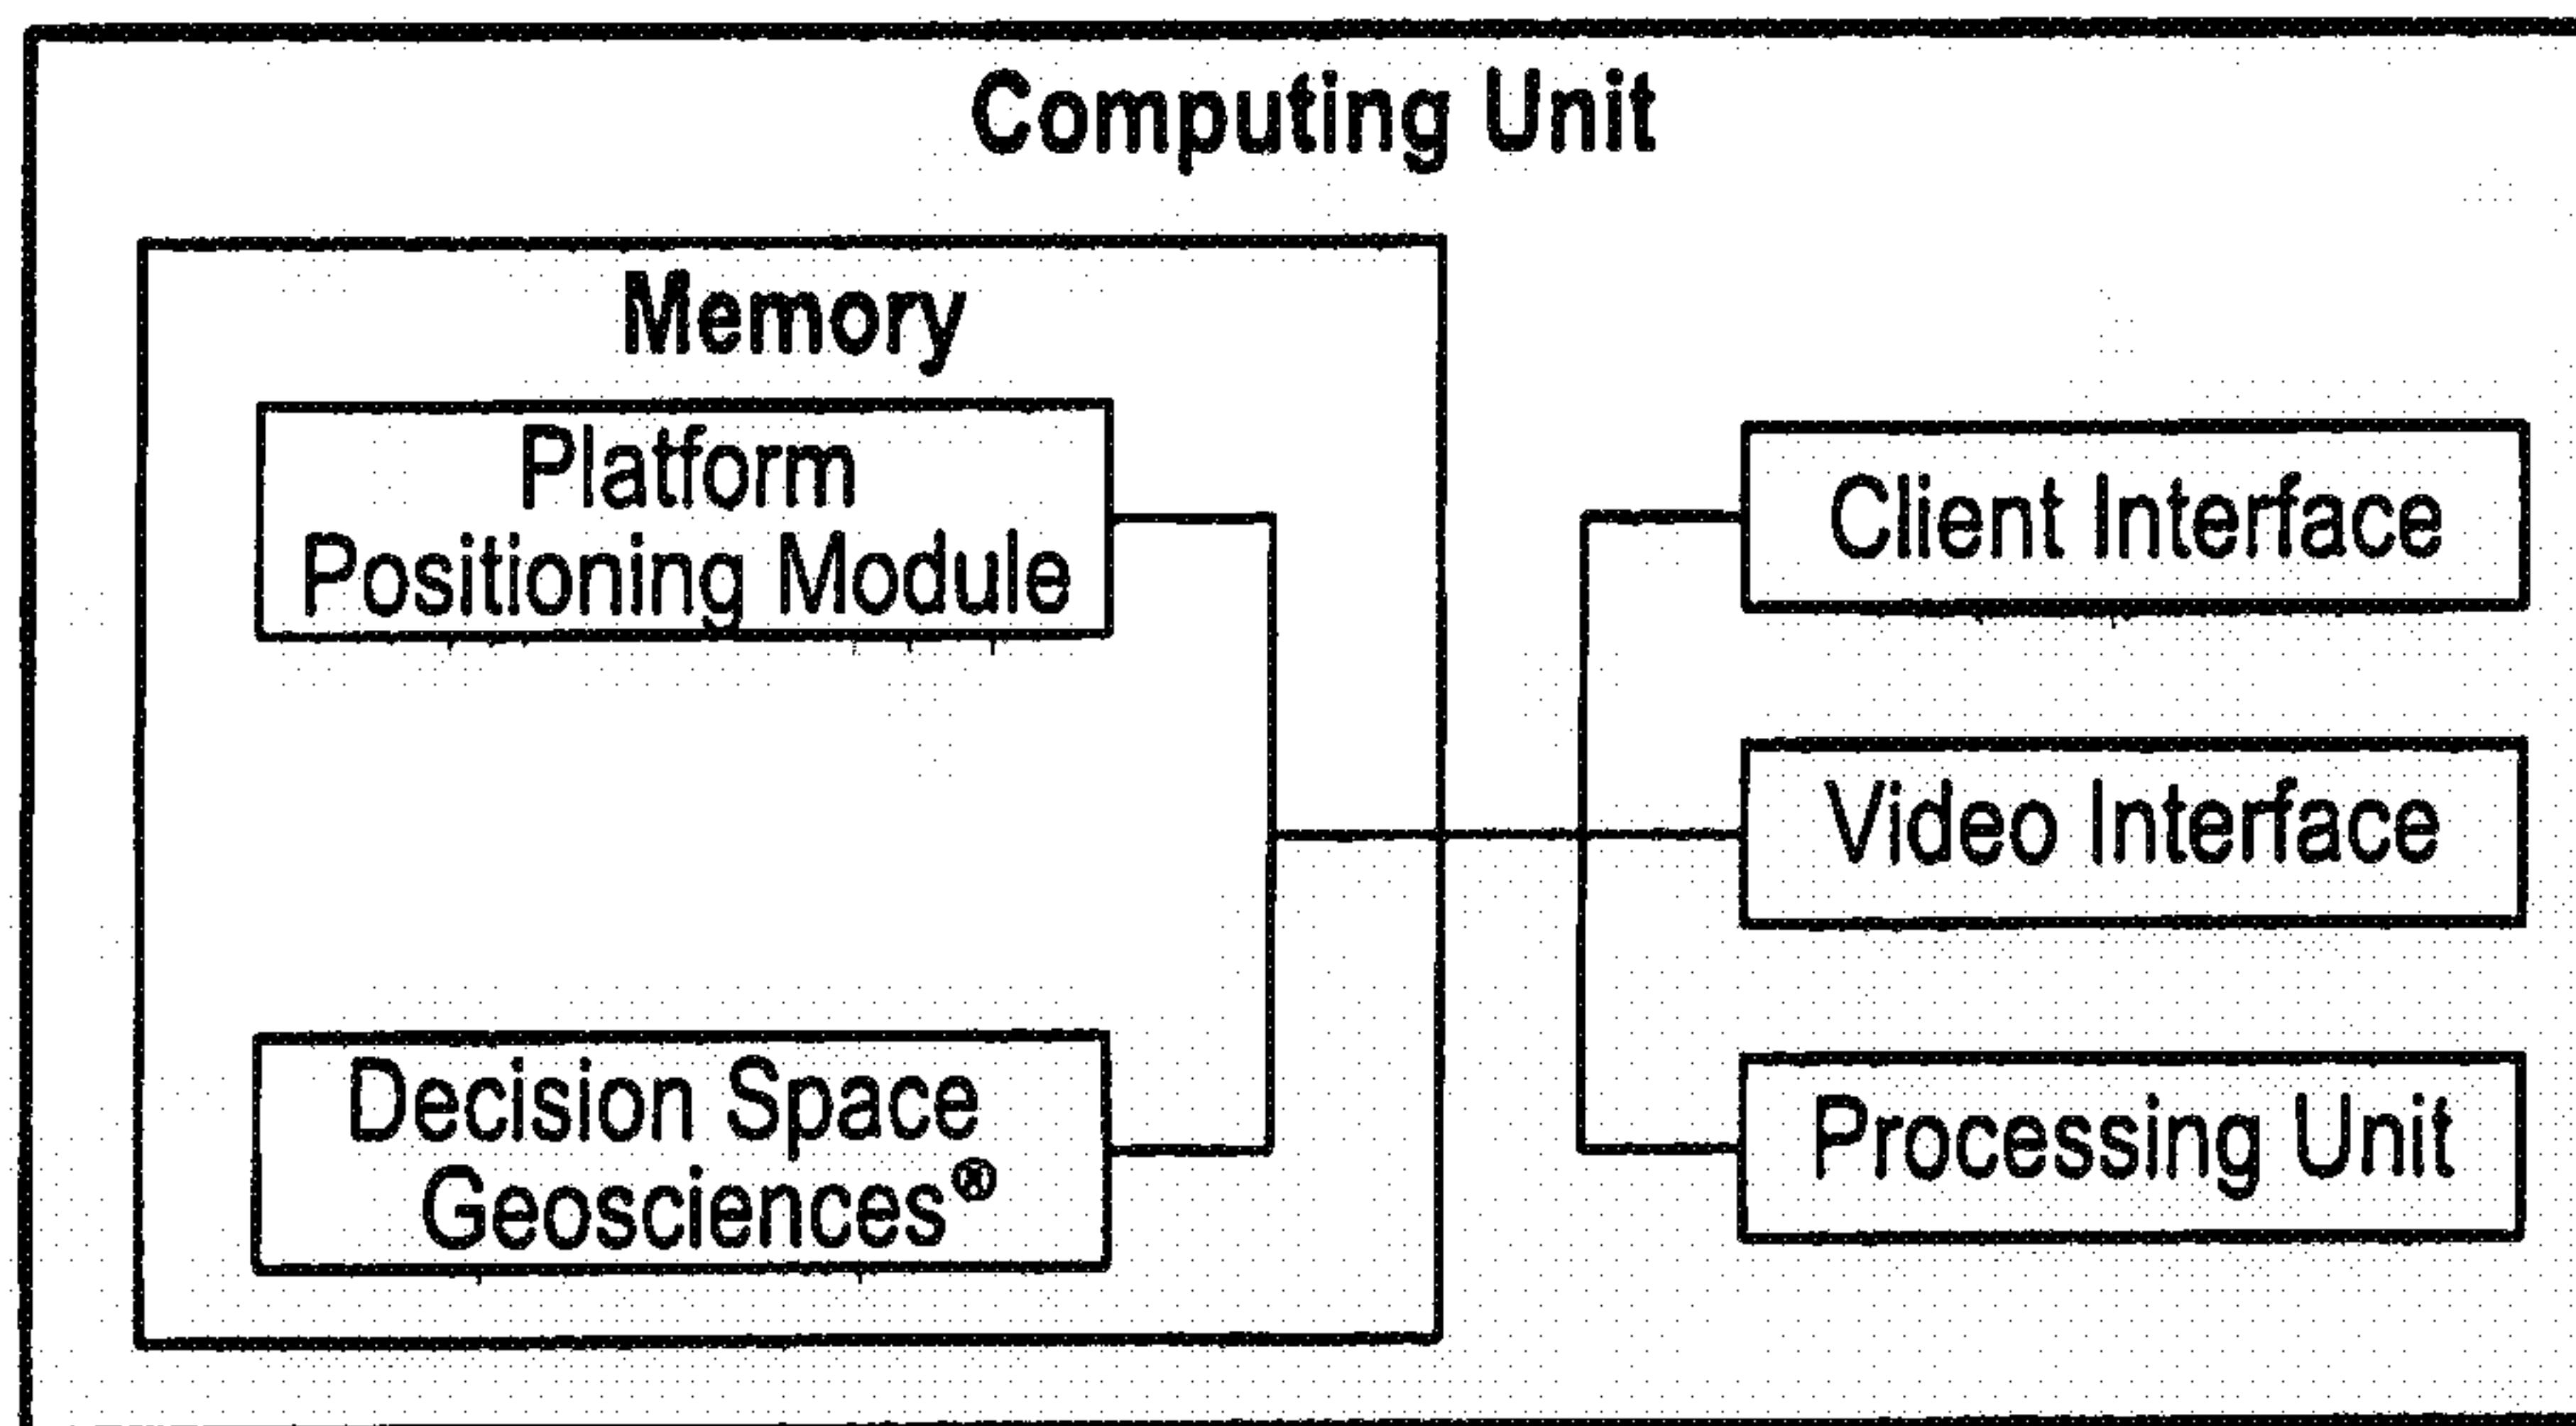 Computing Unit
Memory
Platform
Positioning Module
Decision Space
Geosciences®
Client Interface
Video Interface
Processing Unit